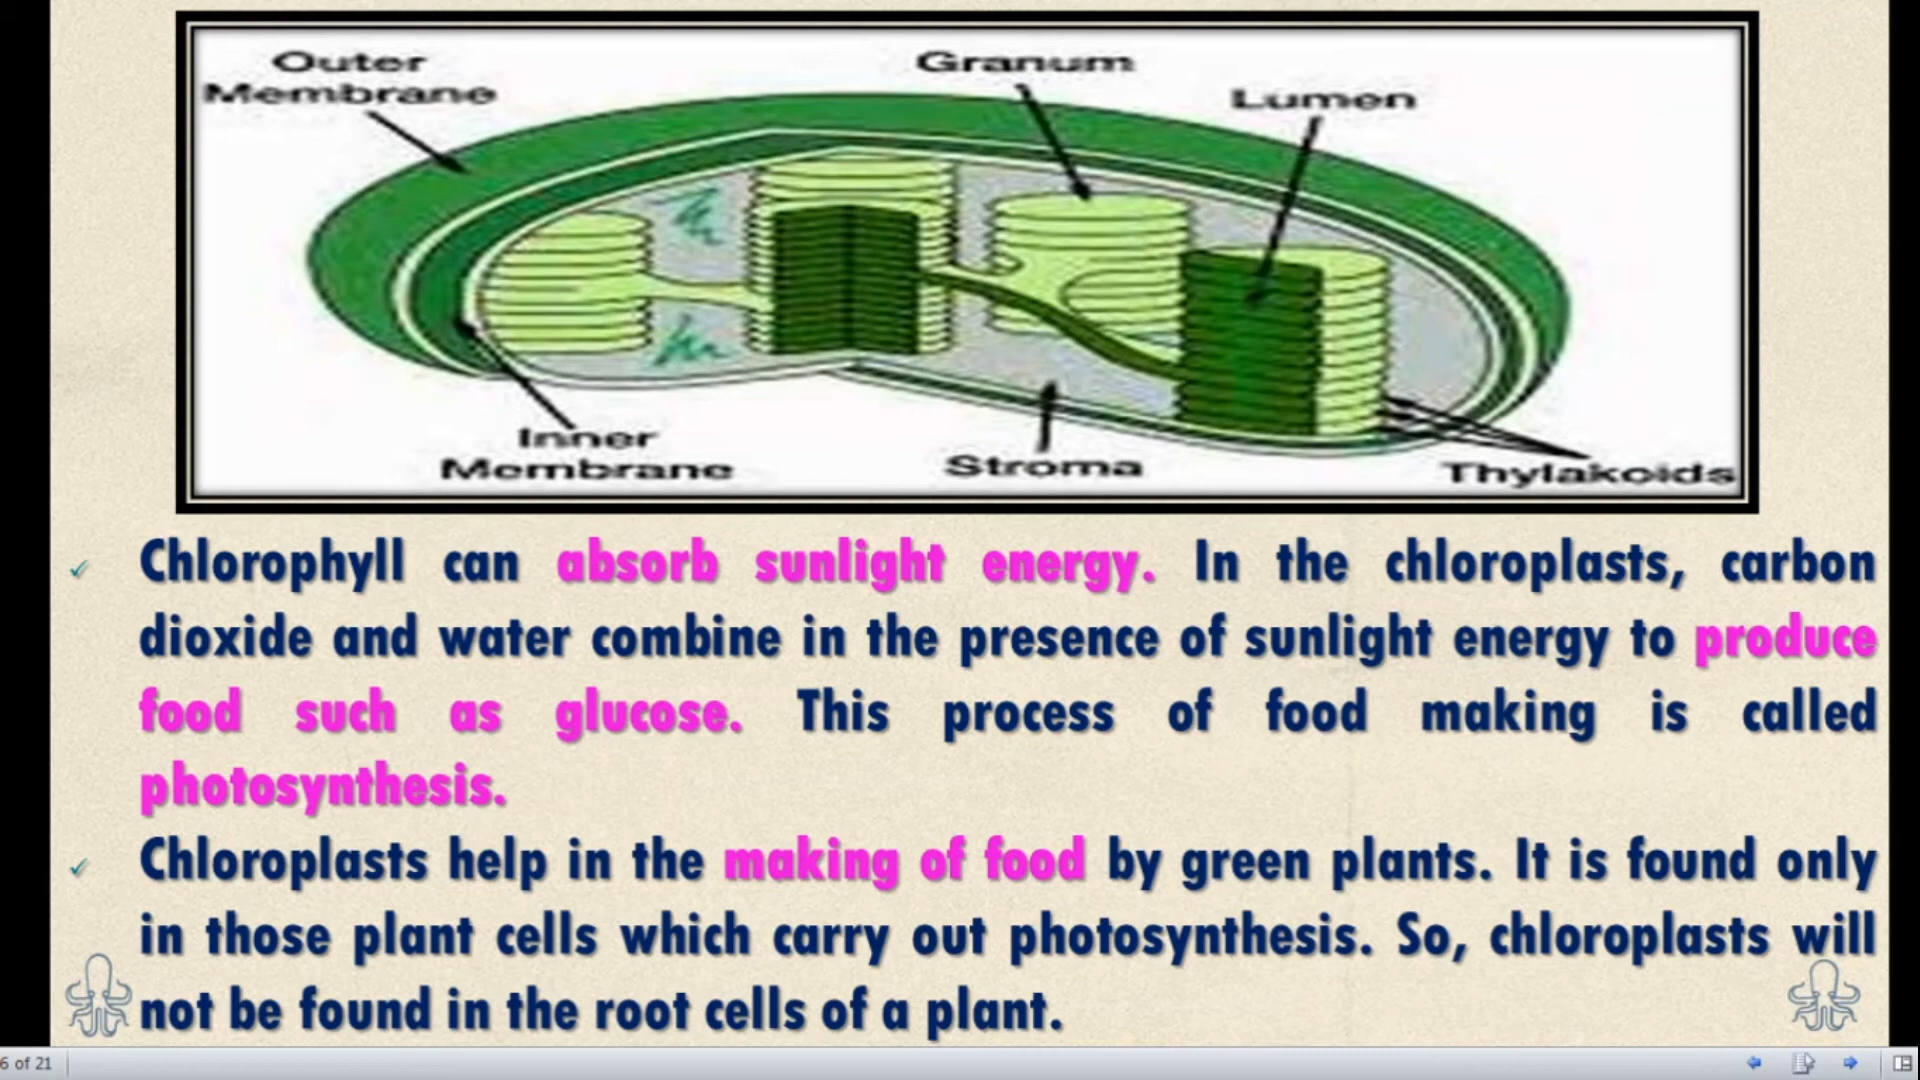 Outer
Membrane
Granum
Lumen
Inner
Membrane
Stroma
Thylakoids
Chlorophyll can absorb sunlight energy. In the chloroplasts, carbon
dioxide and water combine in the presence of sunlight energy to produce
food such as glucose. This process of food making is called
photosynthesis.
Chloroplasts help in the making of food by green plants. It is found only
in those plant cells which carry out photosynthesis. So, chloroplasts will
not be found in the root cells of a plant.
6 of 21